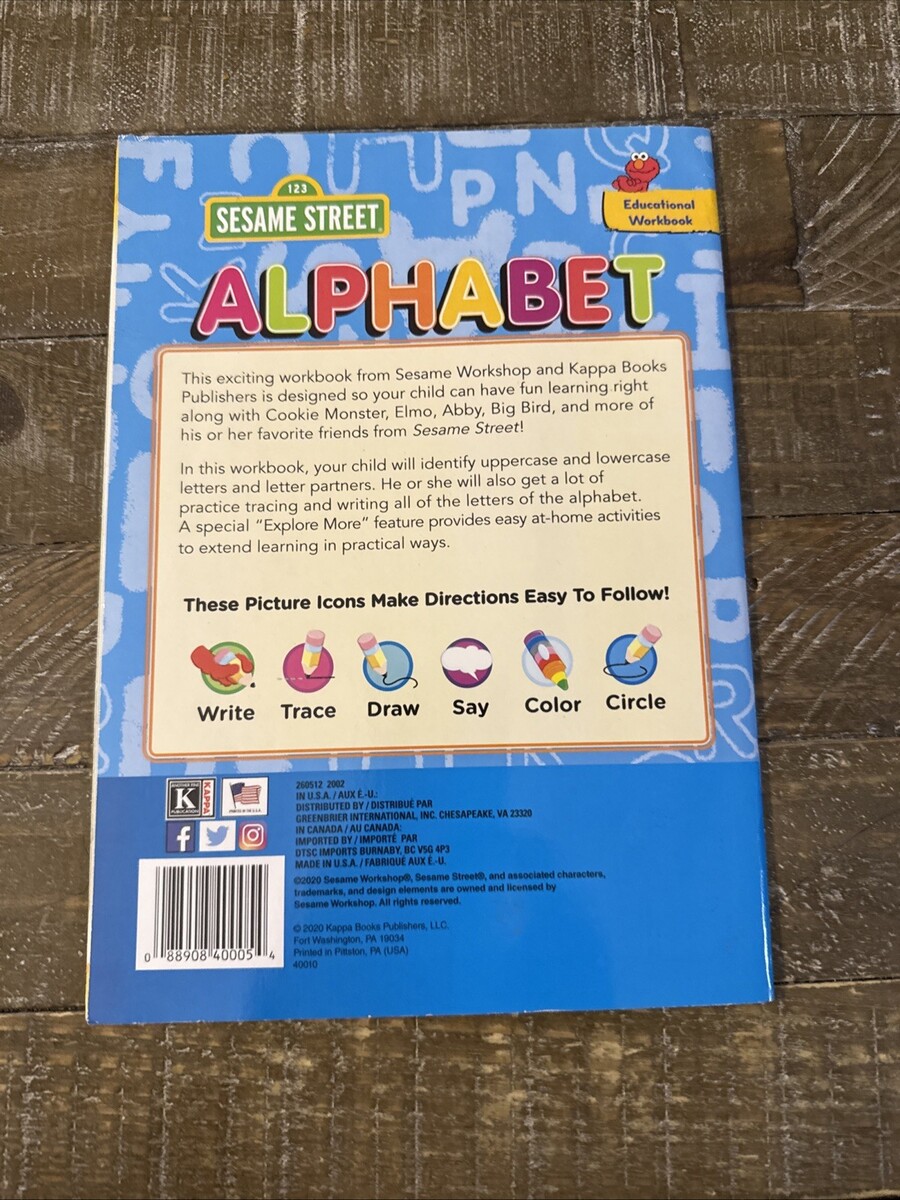 123
SESAME STREET
PN
Educational
Workbook
ALPHABET
This exciting workbook from Sesame Workshop and Kappa Books
Publishers is designed so your child can have fun learning right
along with Cookie Monster, Elmo, Abby, Big Bird, and more of
his or her favorite friends from Sesame Street!
In this workbook, your child will identify uppercase and lowercase
letters and letter partners. He or she will also get a lot of
practice tracing and writing all of the letters of the alphabet.
A special "Explore More" feature provides easy at-home activities
to extend learning in practical ways.
These Picture Icons Make Directions Easy To Follow!
Write Trace Draw Say Color Circle
K KAPPA
260512 2002
IN U.S.A. / AUX É.-U.:
DISTRIBUTED BY / DISTRIBUÉ PAR
GREENBRIER INTERNATIONAL, INC. CHESAPEAKE, VA 23320
IN CANADA / AU CANADA:
IMPORTED BY / IMPORTÉ PAR
DTSC IMPORTS BURNABY, BC V5G 4P3
MADE IN U.S.A. / FABRIQUÉ AUX É.-U.
©2020 Sesame Workshop®, Sesame Street®, and associated characters,
trademarks, and design elements are owned and licensed by
Sesame Workshop. All rights reserved.
© 2020 Kappa Books Publishers, LLC.
Fort Washington, PA 19034
Printed in Pittston, PA (USA)
40010
0 88908 40005 4